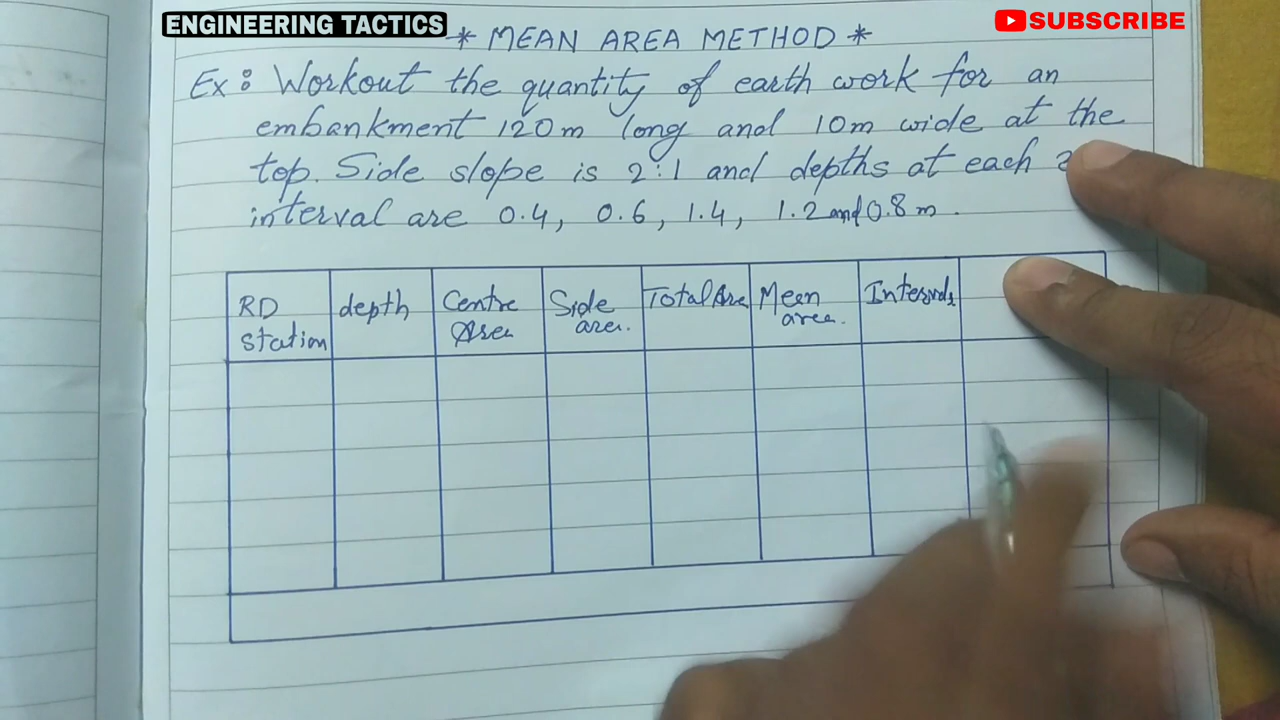 ENGINEERING TACTICS
SUBSCRIBE
* MEAN AREA METHOD *
Ex: Workout the quantity of earth work for an
embankment 120m long and 10m wide at the
top. Side slope is 2:1 and depths at each
interval are 0.4, 0.6, 1.4, 1.2 and 0.8 m.
RD station
depth
Centre Area
Side area.
Total Are
Mean area.